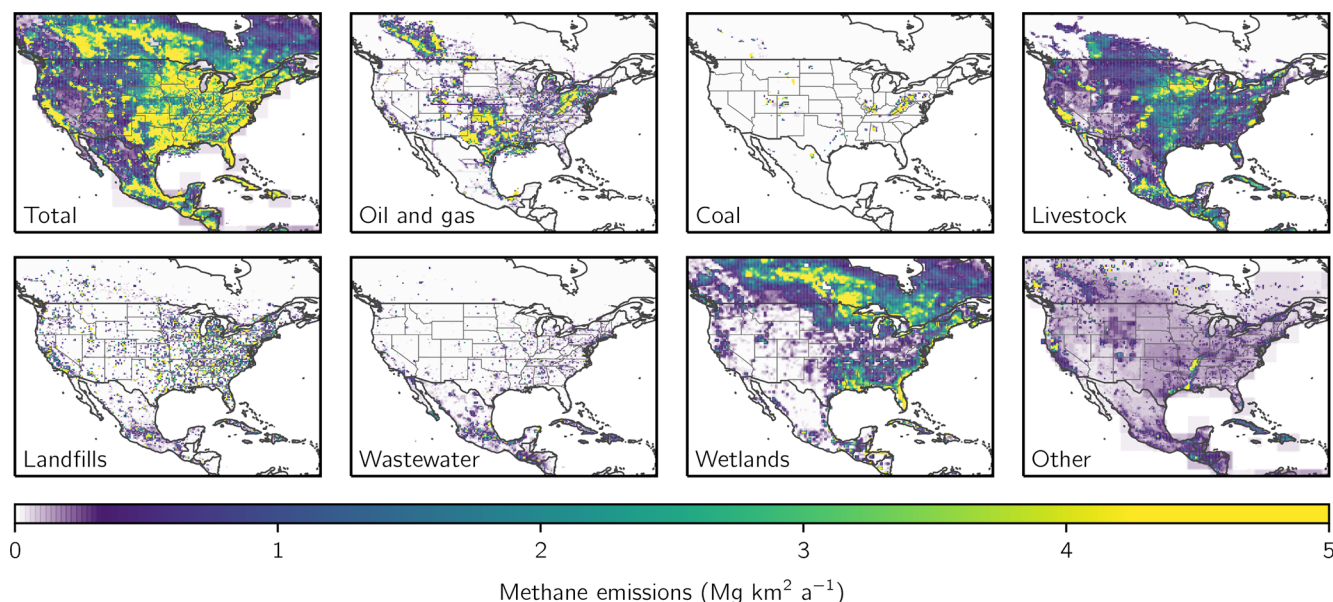 Total
Oil and gas
Coal
Livestock
Landfills
Wastewater
Wetlands
Other
0 1 2 3 4 5
Methane emissions (Mg km² a⁻¹)